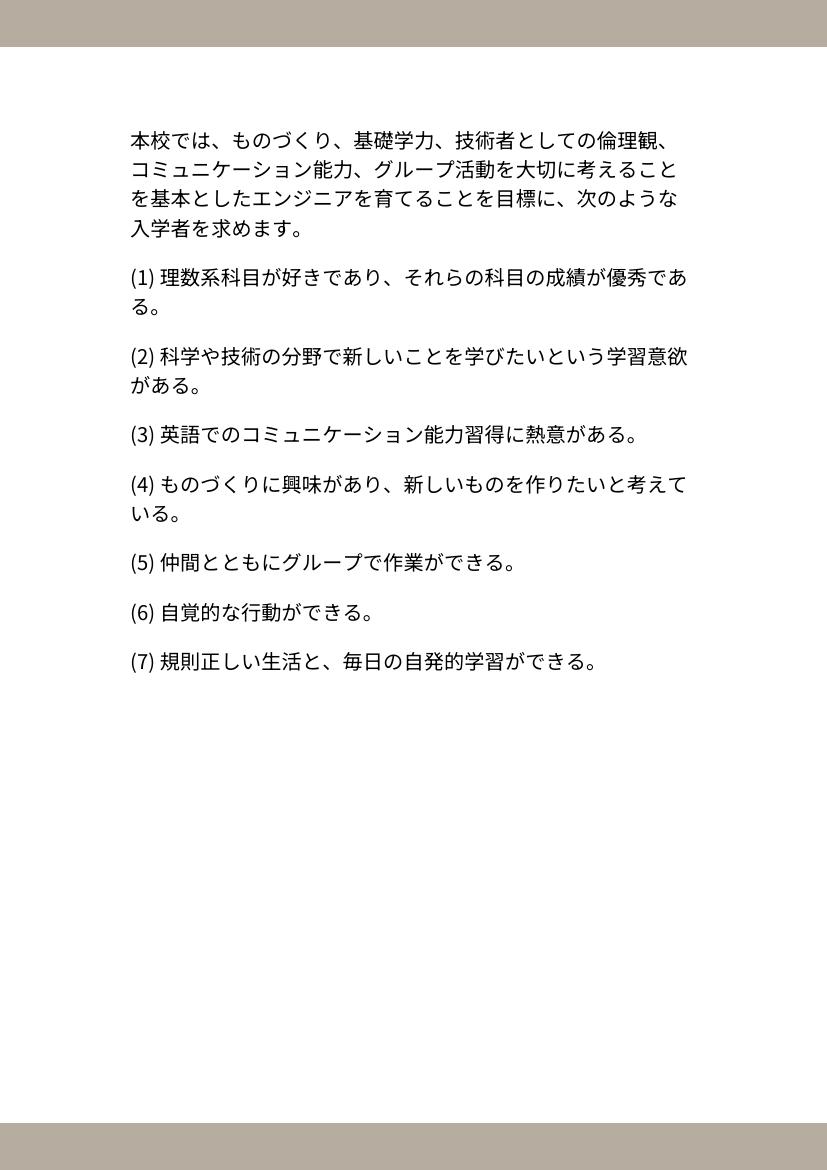 本校では、ものづくり、基礎学力、技術者としての倫理観、
コミュニケーション能力、グループ活動を大切に考えること
を基本としたエンジニアを育てることを目標に、次のような
入学者を求めます。
(1) 理数系科目が好きであり、それらの科目の成績が優秀であ
る。
(2) 科学や技術の分野で新しいことを学びたいという学習意欲
がある。
(3) 英語でのコミュニケーション能力習得に熱意がある。
(4) ものづくりに興味があり、新しいものを作りたいと考えて
いる。
(5) 仲間とともにグループで作業ができる。
(6) 自覚的な行動ができる。
(7) 規則正しい生活と、毎日の自発的学習ができる。